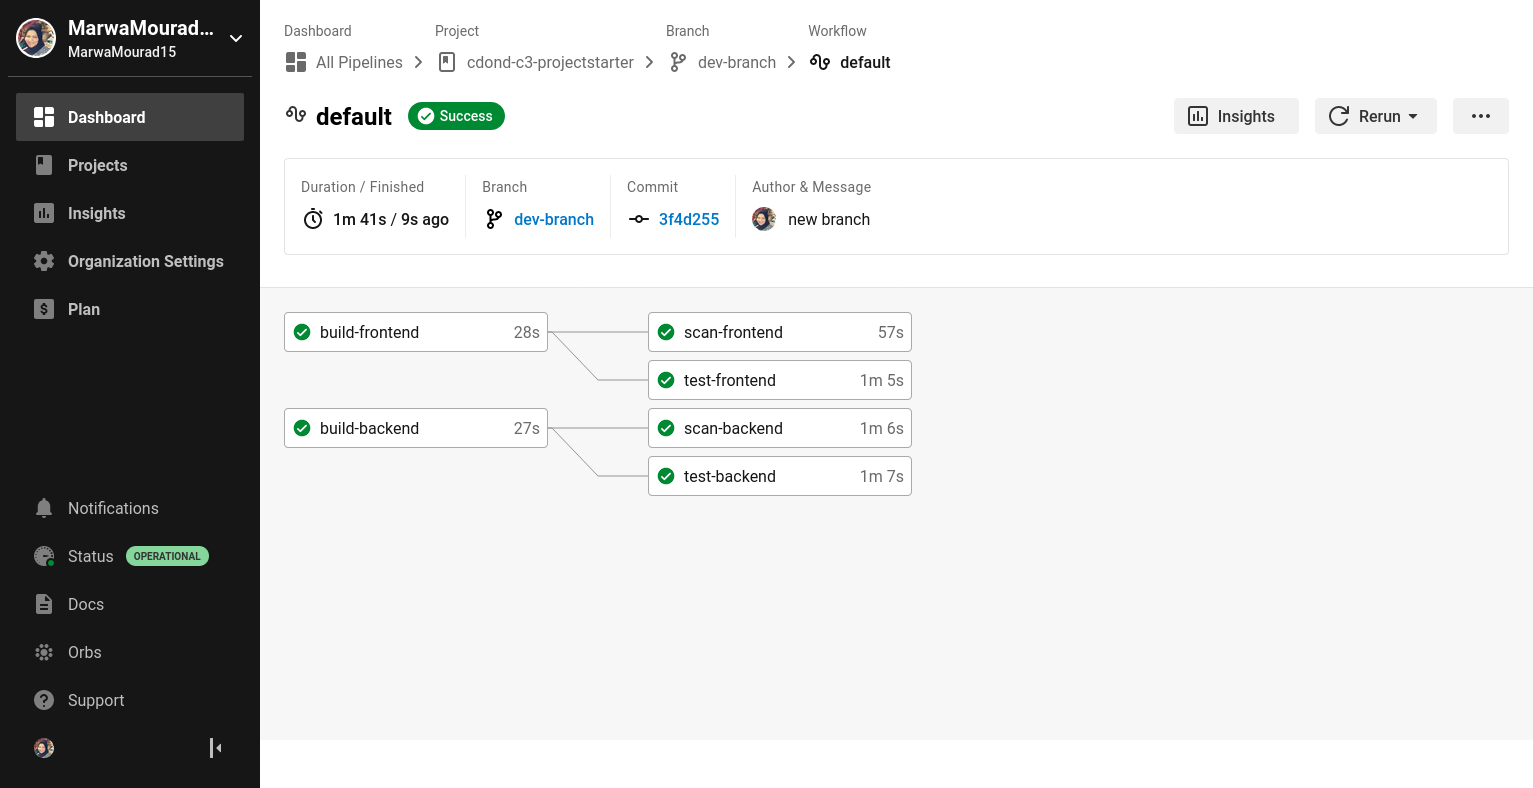 MarwaMourad...
MarwaMourad15
Dashboard
Projects
Insights
Organization Settings
Plan
Notifications
Status OPERATIONAL
Docs
Orbs
Support
Dashboard Project Branch Workflow
All Pipelines cdond-c3-projectstarter dev-branch default
default Success Insights Rerun
Duration / Finished Branch Commit Author & Message
1m 41s / 9s ago dev-branch 3f4d255 new branch
build-frontend 28s scan-frontend 57s
test-frontend 1m 5s
build-backend 27s scan-backend 1m 6s
test-backend 1m 7s